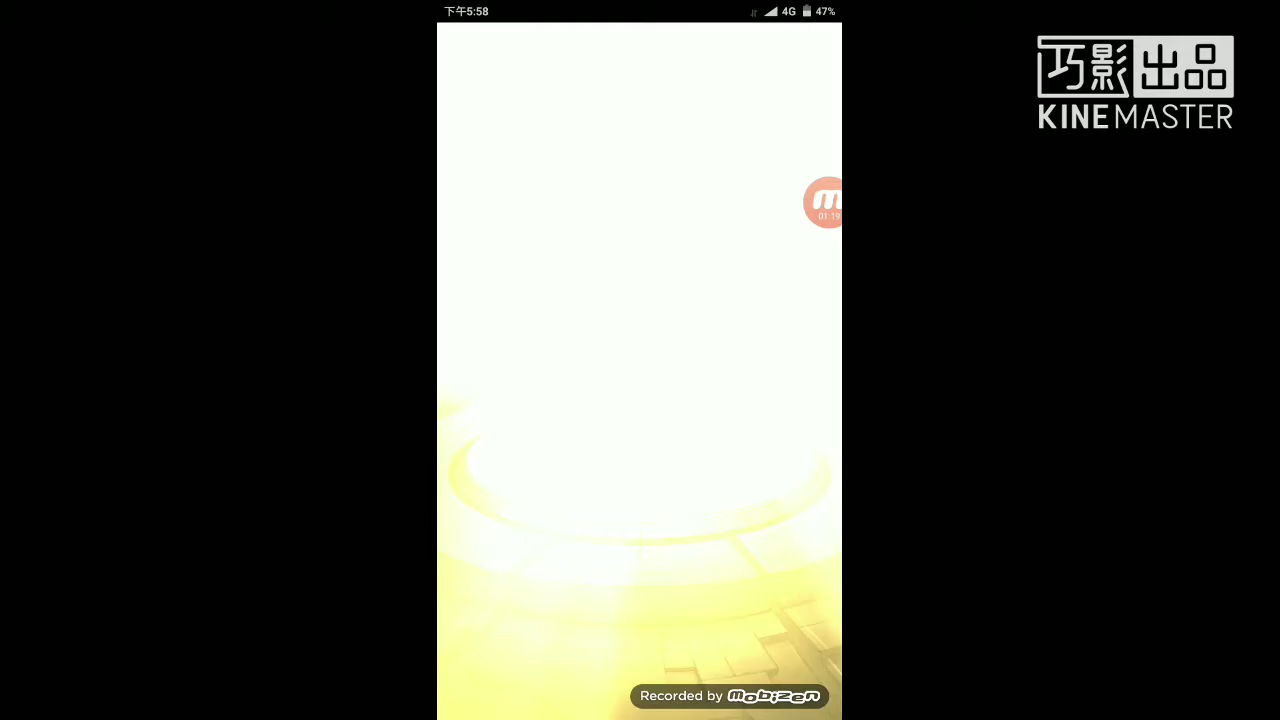 下午5:58
4G
47%
巧影出品
KINEMASTER
m
01:19
Recorded by mobizen